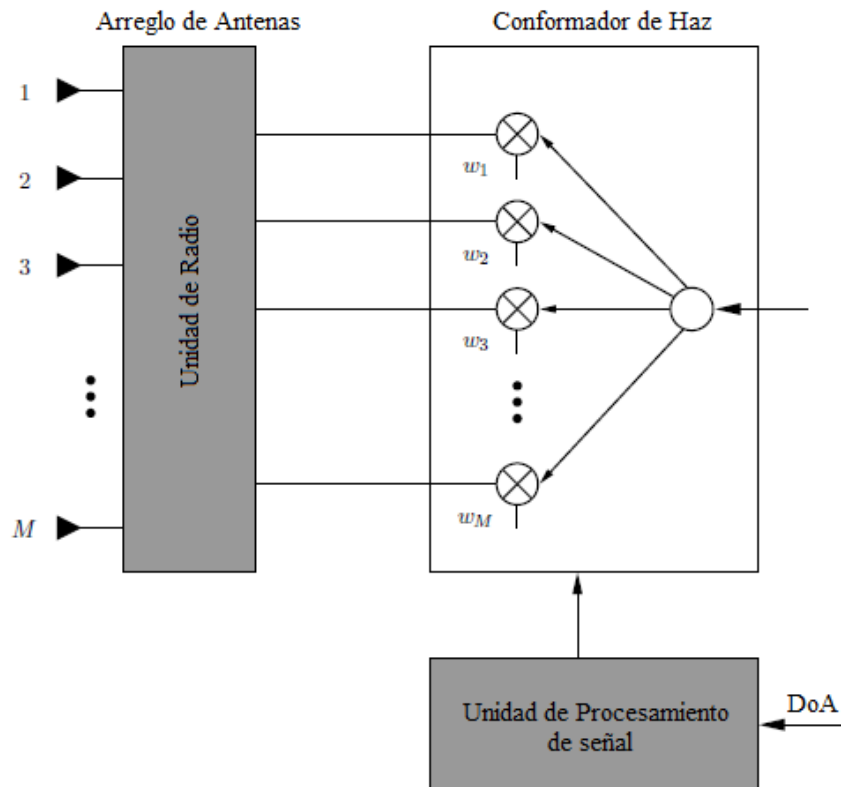 Arreglo de Antenas
Conformador de Haz
1
2
3
M
Unidad de Radio
w₁
w₂
w₃
w_M
Unidad de Procesamiento
de señal
DoA